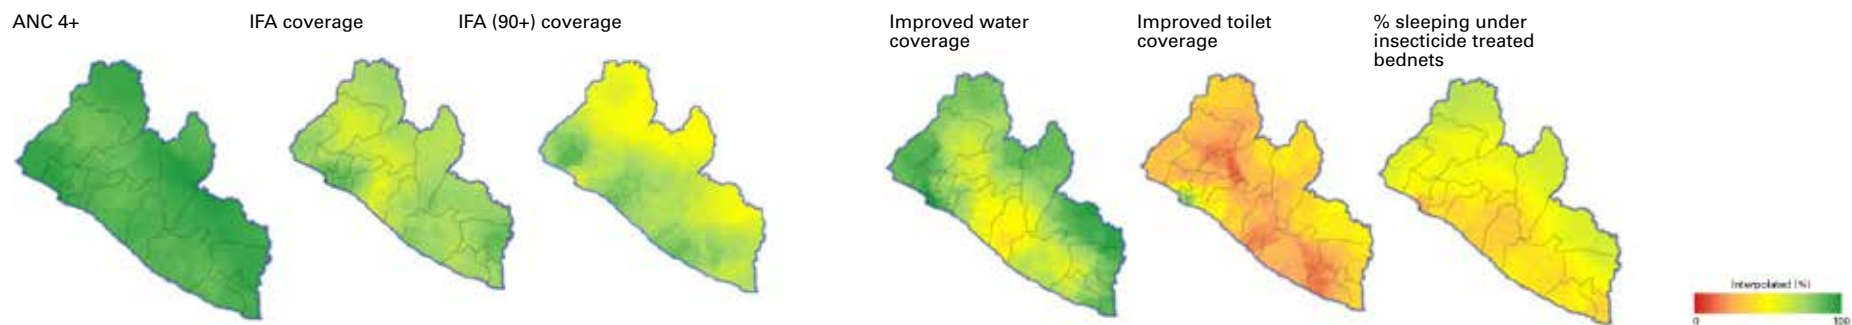 ANC 4+
IFA coverage
IFA (90+) coverage
Improved water
coverage
Improved toilet
coverage
% sleeping under
insecticide treated
bednets
Interpolated (%)
0
100